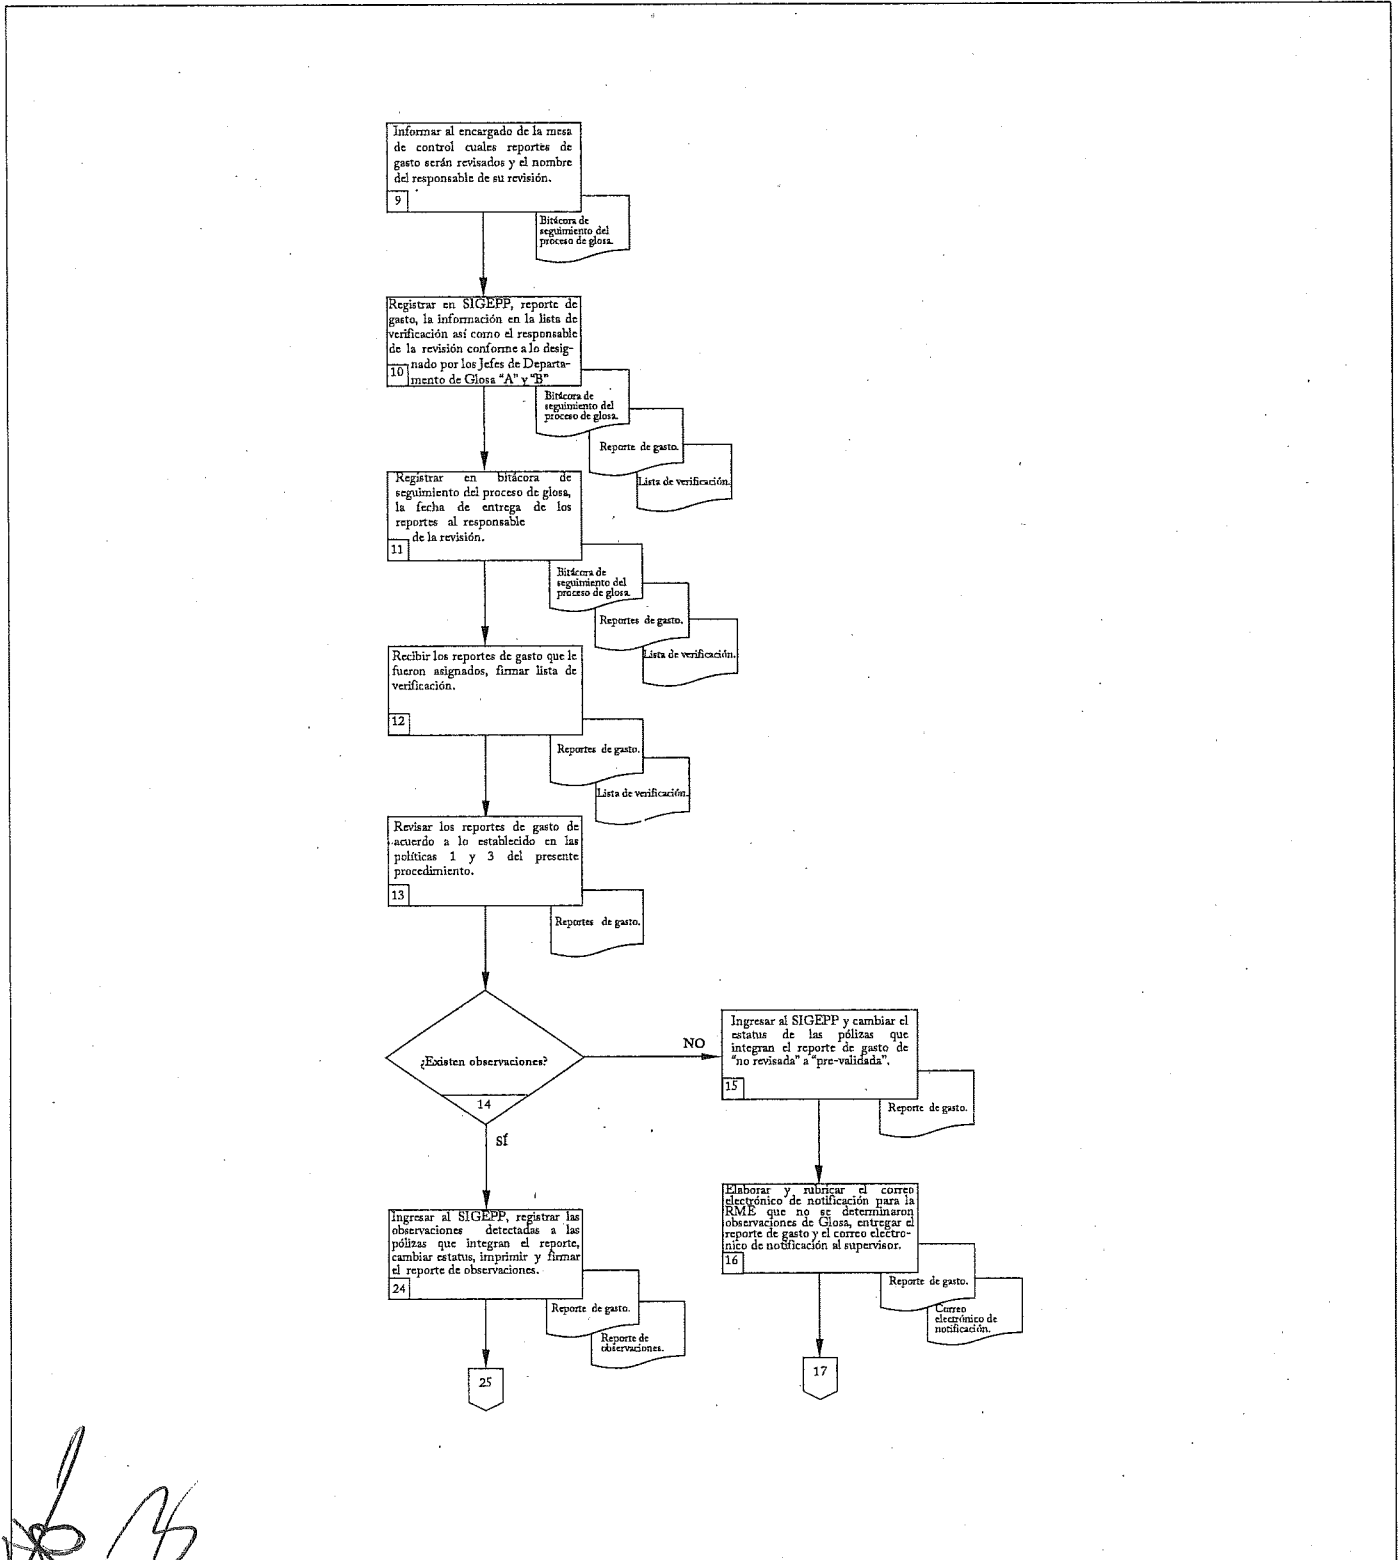 Informar al encargado de la mesa
de control cuales reportes de
gasto serán revisados y el nombre
del responsable de su revisión.
9
Bitácora de
seguimiento del
proceso de glosa.
Registrar en SIGEPP, reporte de
gasto, la información en la lista de
verificación así como el responsable
de la revisión conforme a lo desig-
nado por los Jefes de Departa-
10
mento de Glosa "A" y "B"
Bitácora de
seguimiento del
proceso de glosa.
Reporte de gasto.
Lista de verificación.
Registrar en bitácora de
seguimiento del proceso de glosa,
la fecha de entrega de los
reportes al responsable
de la revisión.
11
Bitácora de
seguimiento del
proceso de glosa.
Reportes de gasto.
Lista de verificación.
Recibir los reportes de gasto que le
fueron asignados, firmar lista de
verificación.
12
Reportes de gasto.
Lista de verificación.
Revisar los reportes de gasto de
acuerdo a lo establecido en las
políticas 1 y 3 del presente
procedimiento.
13
Reportes de gasto.
¿Existen observaciones?
14
NO
SÍ
Ingresar al SIGEPP y cambiar el
estatus de las pólizas que
integran el reporte de gasto de
"no revisada" a "pre-validada".
15
Reporte de gasto.
Elaborar y rubricar el correo
electrónico de notificación para la
RME que no se determinaron
observaciones de Glosa, entregar el
reporte de gasto y el correo electro-
nico de notificación al supervisor.
16
Reporte de gasto.
Correo
electrónico de
notificación.
17
Ingresar al SIGEPP, registrar las
observaciones detectadas a las
pólizas que integran el reporte,
cambiar estatus, imprimir y firmar
el reporte de observaciones.
24
Reporte de gasto.
Reporte de
observaciones.
25